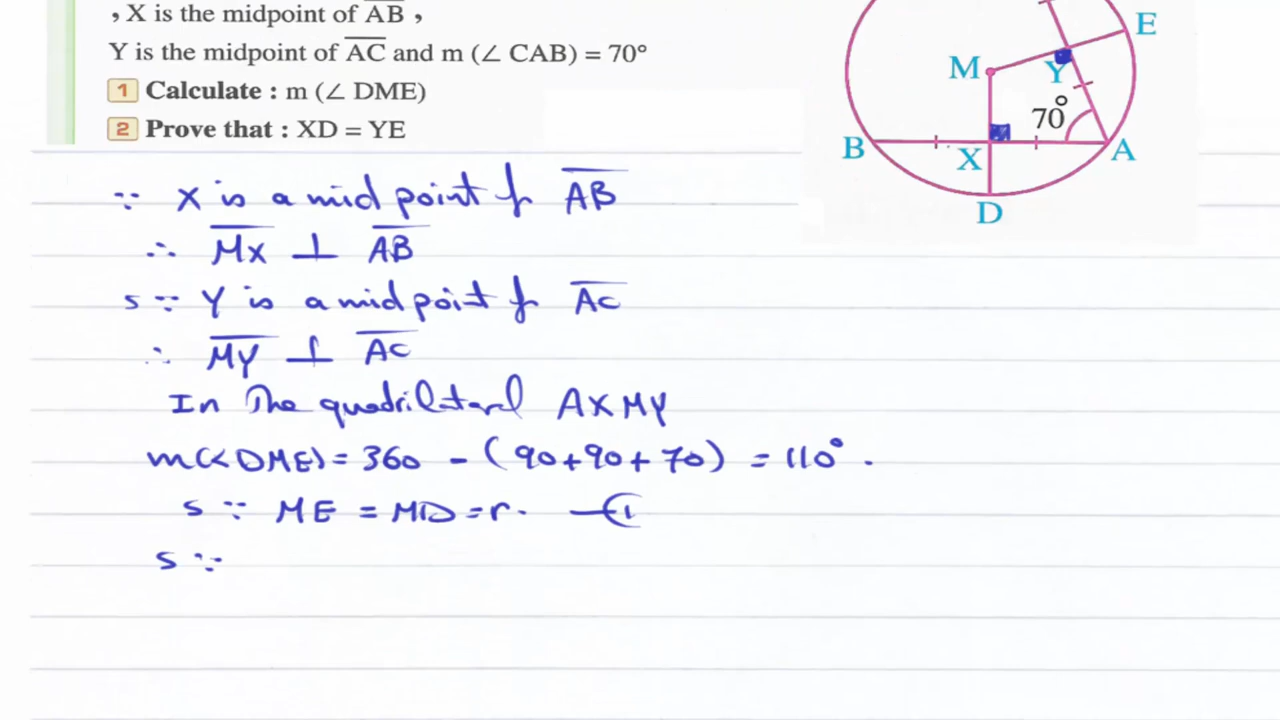 , X is the midpoint of AB ,
Y is the midpoint of AC and m (∠ CAB) = 70°
1 Calculate : m (∠ DME)
2 Prove that : XD = YE
E
M
Y
70°
B
X
A
D
∵ X is a mid point of AB
∴ MX ⊥ AB
s ∵ Y is a mid point of AC
∴ MY ⊥ AC
In the quadrilateral AXMY
m(<DME) = 360 - (90+90+70) = 110°.
s ∵ ME = MD = r. —①
s ∵